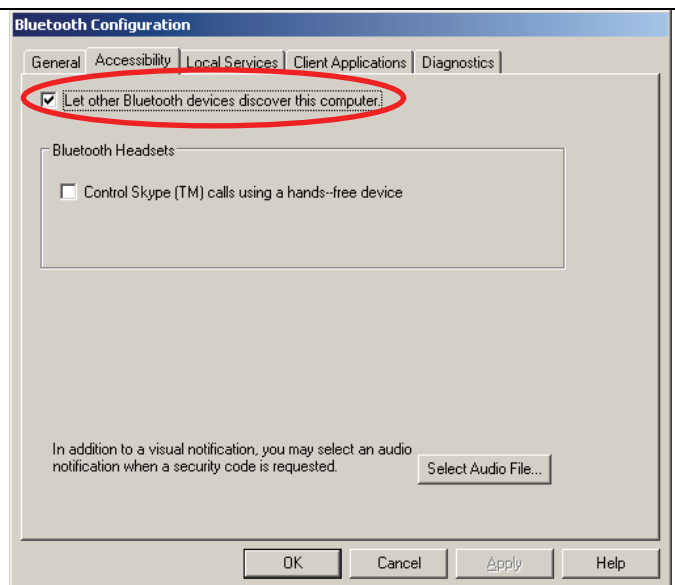 Bluetooth Configuration
General Accessibility Local Services Client Applications Diagnostics
Let other Bluetooth devices discover this computer.
Bluetooth Headsets
Control Skype (TM) calls using a hands--free device
In addition to a visual notification, you may select an audio
notification when a security code is requested.
Select Audio File...
OK Cancel Apply Help